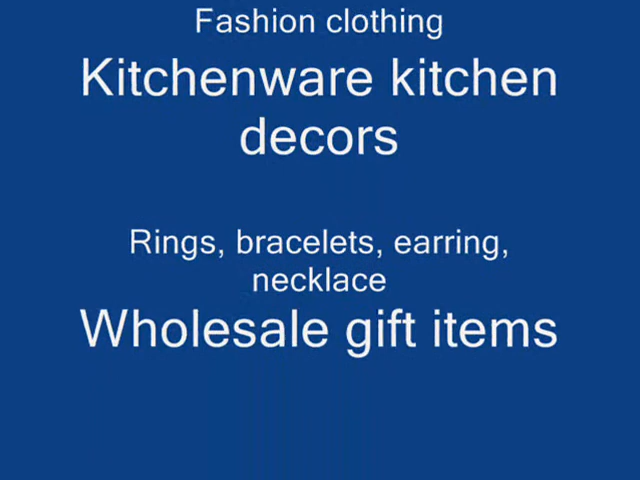 Fashion clothing
Kitchenware kitchen
decors
Rings, bracelets, earring,
necklace
Wholesale gift items